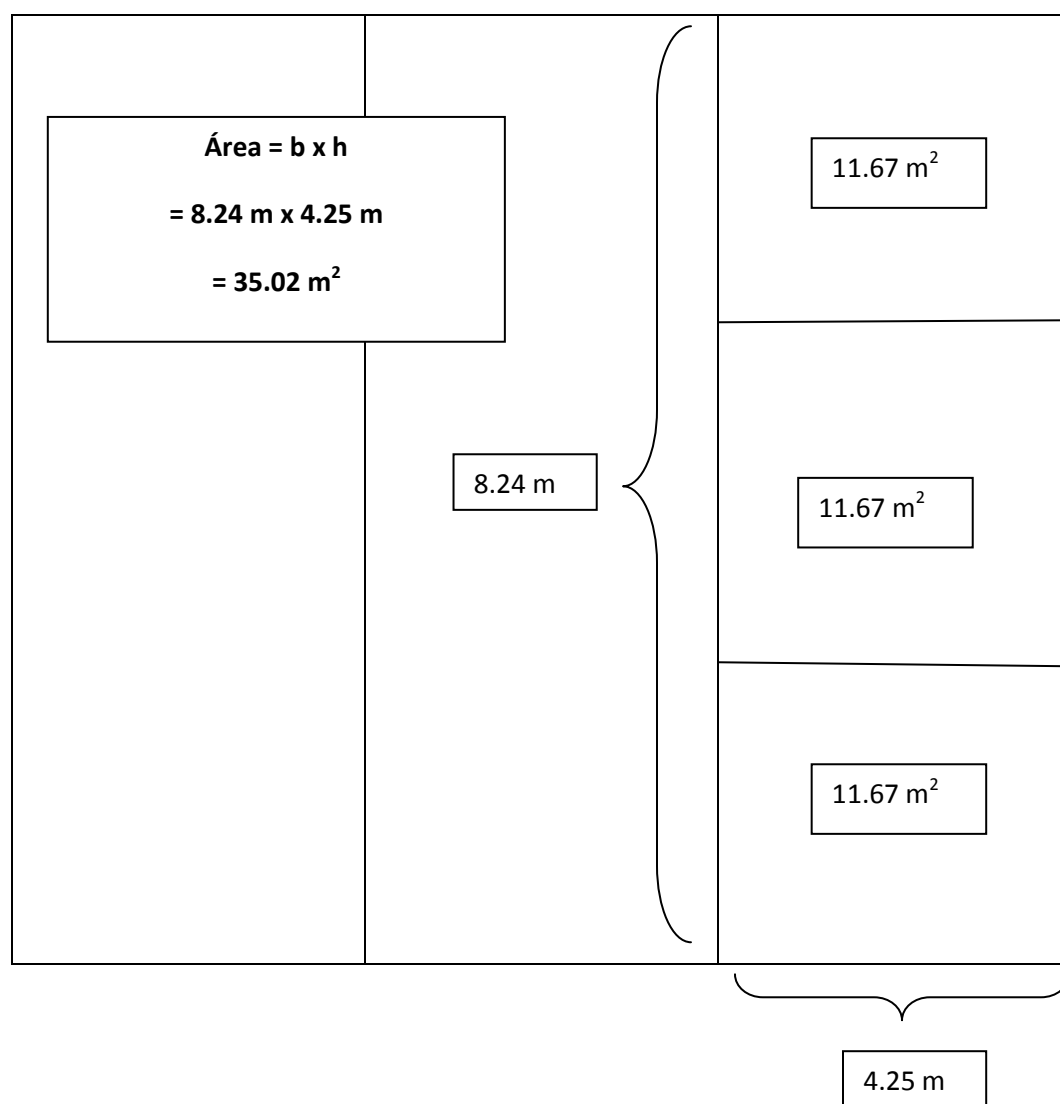 Área = b x h
= 8.24 m x 4.25 m
= 35.02 m²
11.67 m²
8.24 m
11.67 m²
11.67 m²
4.25 m